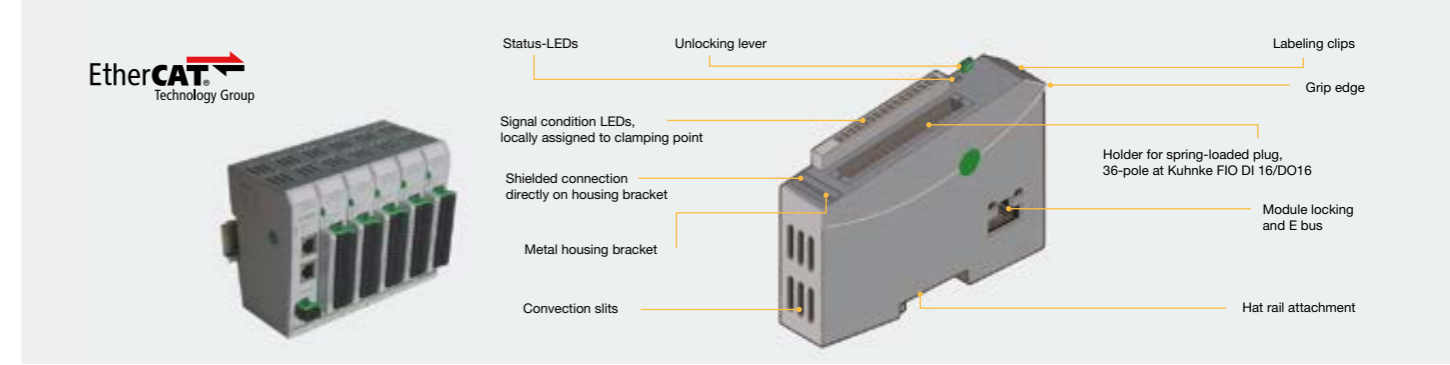 EtherCAT®
Technology Group
Status-LEDs
Unlocking lever
Labeling clips
Grip edge
Signal condition LEDs,
locally assigned to clamping point
Holder for spring-loaded plug,
36-pole at Kuhnke FIO DI 16/DO16
Shielded connection
directly on housing bracket
Module locking
and E bus
Metal housing bracket
Convection slits
Hat rail attachment